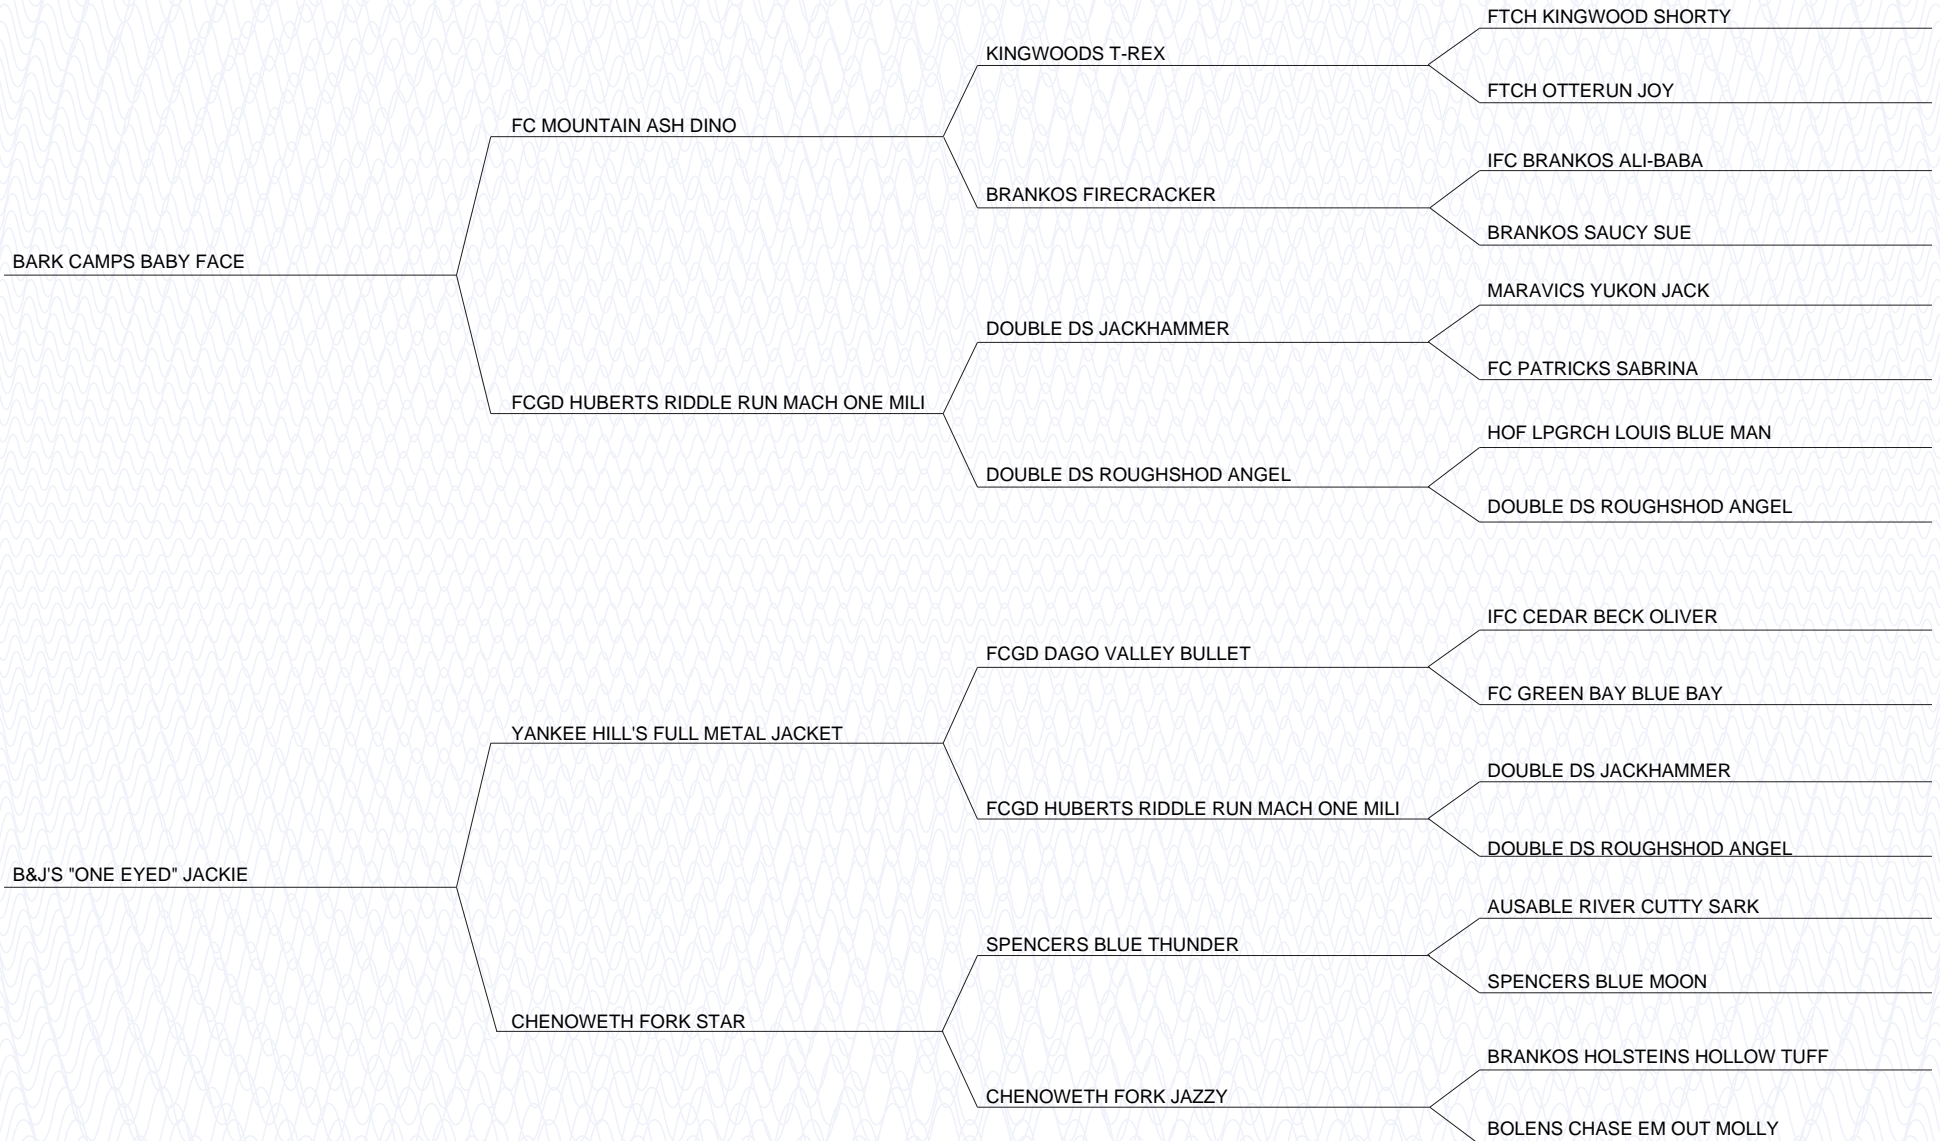 FTCH KINGWOOD SHORTY
KINGWOODS T-REX
FTCH OTTERUN JOY
FC MOUNTAIN ASH DINO
IFC BRANKOS ALI-BABA
BRANKOS FIRECRACKER
BRANKOS SAUCY SUE
BARK CAMPS BABY FACE
MARAVICS YUKON JACK
DOUBLE DS JACKHAMMER
FC PATRICKS SABRINA
FCGD HUBERTS RIDDLE RUN MACH ONE MILI
HOF LPGRCH LOUIS BLUE MAN
DOUBLE DS ROUGHSHOD ANGEL
DOUBLE DS ROUGHSHOD ANGEL
IFC CEDAR BECK OLIVER
FCGD DAGO VALLEY BULLET
FC GREEN BAY BLUE BAY
YANKEE HILL'S FULL METAL JACKET
DOUBLE DS JACKHAMMER
FCGD HUBERTS RIDDLE RUN MACH ONE MILI
DOUBLE DS ROUGHSHOD ANGEL
B&J'S "ONE EYED" JACKIE
AUSABLE RIVER CUTTY SARK
SPENCERS BLUE THUNDER
SPENCERS BLUE MOON
CHENOWETH FORK STAR
BRANKOS HOLSTEINS HOLLOW TUFF
CHENOWETH FORK JAZZY
BOLENS CHASE EM OUT MOLLY